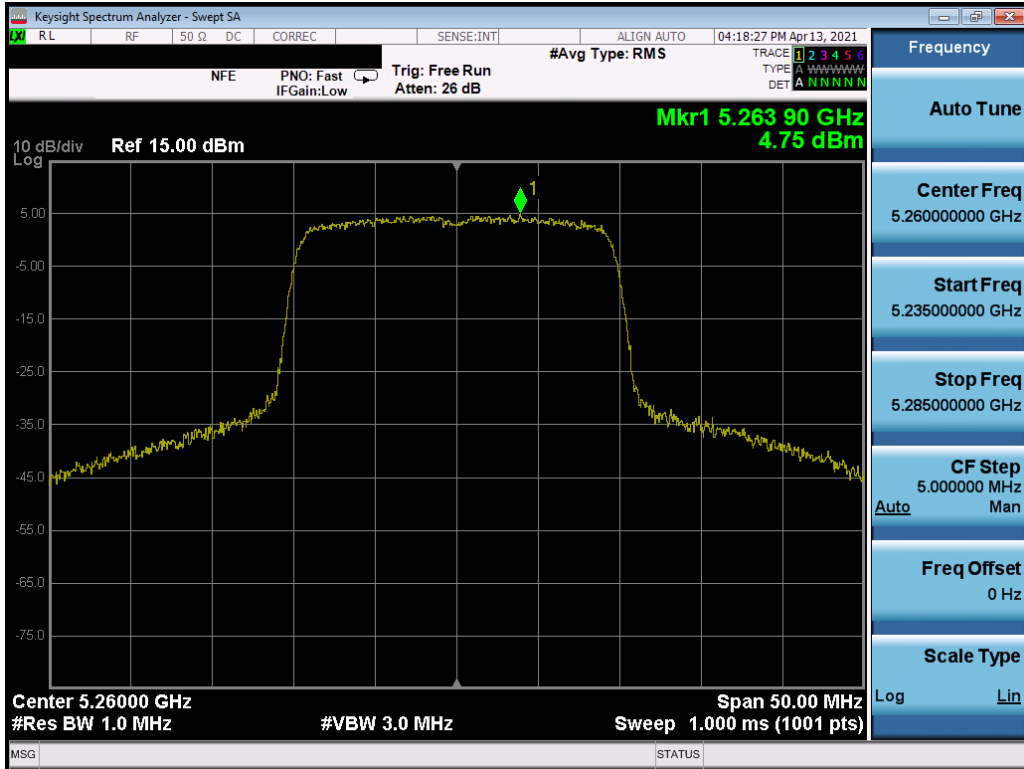 Keysight Spectrum Analyzer - Swept SA
LXI RL RF 50 Ω DC CORREC SENSE:INT ALIGN AUTO 04:18:27 PM Apr 13, 2021
NFE PNO: Fast Trig: Free Run #Avg Type: RMS TRACE 1 2 3 4 5 6
IFGain:Low Atten: 26 dB TYPE A WWWWW
DET A N N N N N
Mkr1 5.263 90 GHz
4.75 dBm
10 dB/div Ref 15.00 dBm
Log
1
5.00
-5.00
-15.0
-25.0
-35.0
-45.0
-55.0
-65.0
-75.0
Center 5.26000 GHz Span 50.00 MHz
#Res BW 1.0 MHz #VBW 3.0 MHz Sweep 1.000 ms (1001 pts)
MSG STATUS
Frequency
Auto Tune
Center Freq
5.260000000 GHz
Start Freq
5.235000000 GHz
Stop Freq
5.285000000 GHz
CF Step
5.000000 MHz
Auto Man
Freq Offset
0 Hz
Scale Type
Log Lin